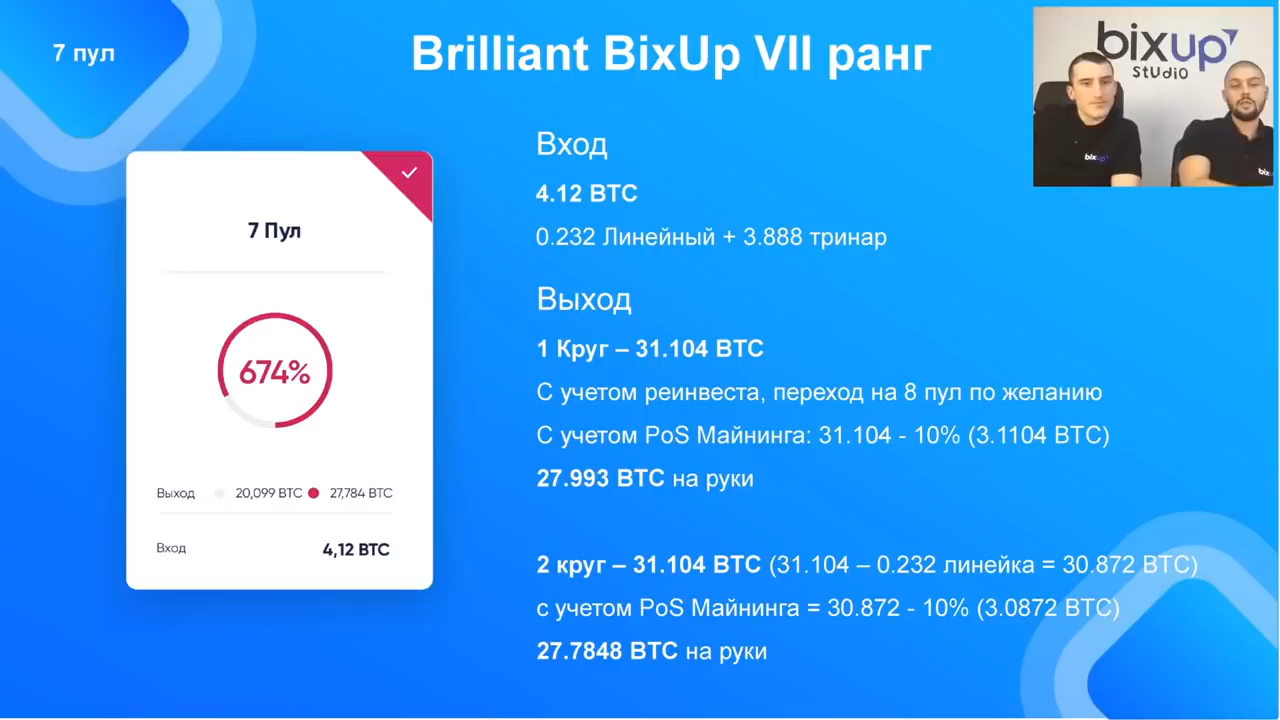 7 пул
Brilliant BixUp VII ранг
bixup
studio
bixup
7 Пул
674%
Выход 20,099 BTC 27,784 BTC
Вход 4,12 BTC
Вход
4.12 BTC
0.232 Линейный + 3.888 тринар
Выход
1 Круг – 31.104 BTC
С учетом реинвеста, переход на 8 пул по желанию
С учетом PoS Майнинга: 31.104 - 10% (3.1104 BTC)
27.993 BTC на руки
2 круг – 31.104 BTC (31.104 – 0.232 линейка = 30.872 BTC)
с учетом PoS Майнинга = 30.872 - 10% (3.0872 BTC)
27.7848 BTC на руки